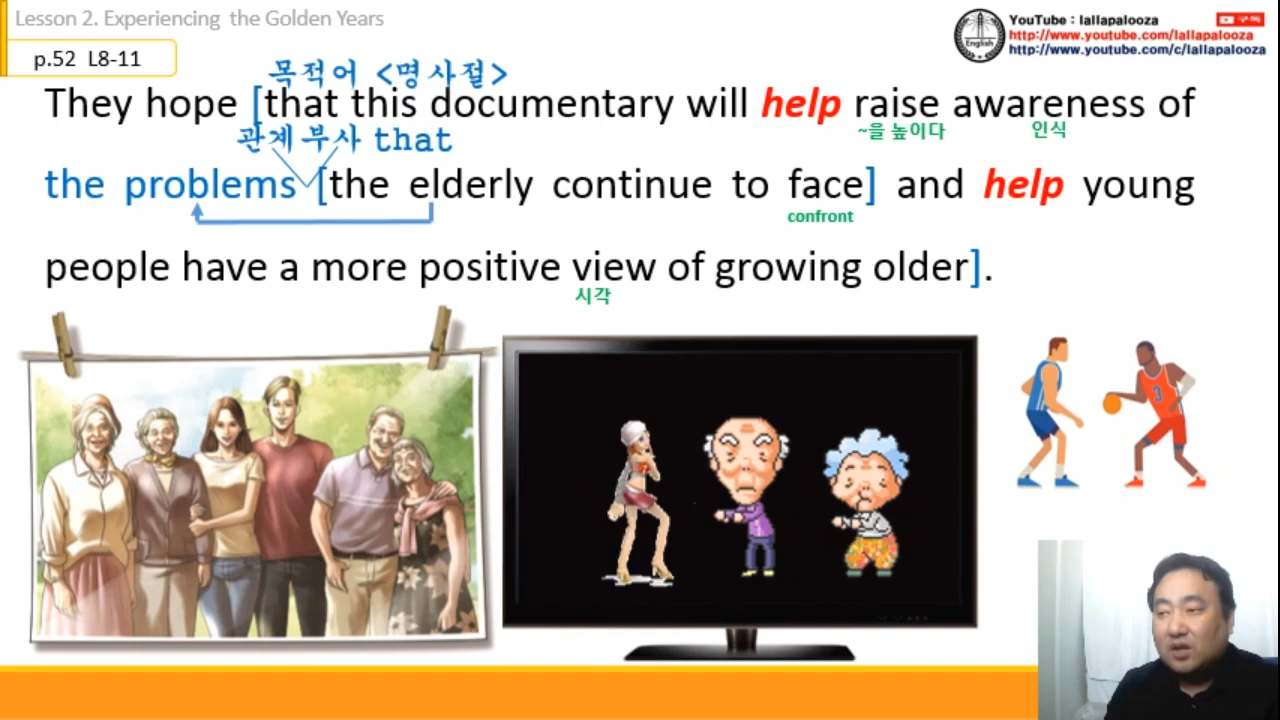 Lesson 2. Experiencing the Golden Years
YouTube : lallapalooza
http://www.youtube.com/lallapalooza
http://www.youtube.com/c/lallapalooza
English
p.52 L8-11
목적어 <명사절>
They hope [that this documentary will help raise awareness of
~을 높이다 인식
관계부사 that
the problems [the elderly continue to face] and help young
confront
people have a more positive view of growing older].
시각
3